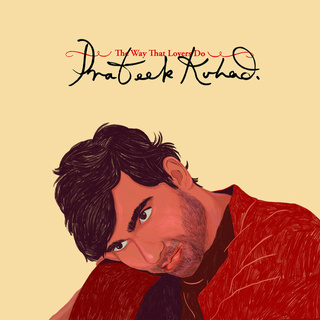 The Way That Lovers Do
Prateek Kuhad.